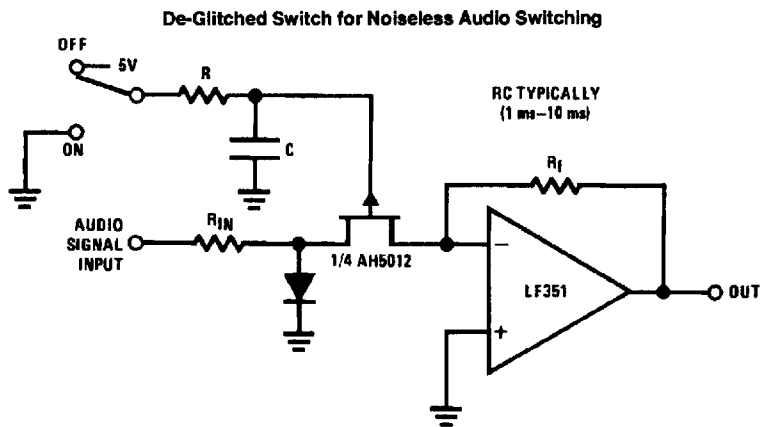 De-Glitched Switch for Noiseless Audio Switching
OFF
5V
R
RC TYPICALLY
(1 ms–10 ms)
ON
C
Rf
AUDIO
SIGNAL
INPUT
RIN
1/4 AH5012
−
LF351
OUT
+